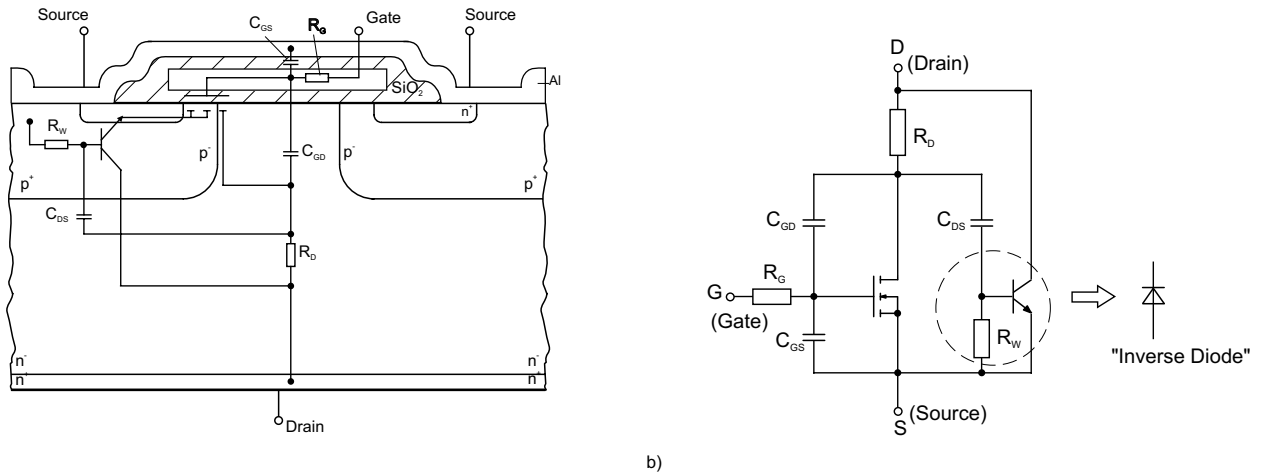 Source
C_GS
R_G
Gate
Source
Al
SiO₂
n⁺
R_W
p⁻
C_GD
p⁻
p⁺
p⁺
C_DS
R_D
n⁻
n⁻
n⁺
n⁺
Drain
D
(Drain)
R_D
C_GD
C_DS
R_G
G
(Gate)
C_GS
R_W
"Inverse Diode"
(Source)
S
b)